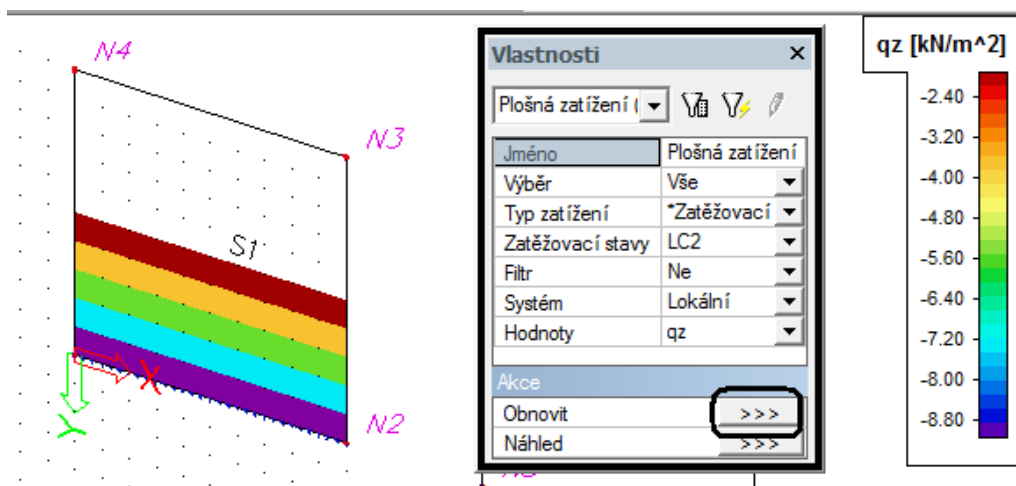 N4
N3
S1
X
Y
N2
Vlastnosti
Plošná zatížení (
Jméno Plošná zatížení
Výběr Vše
Typ zatížení *Zatěžovací
Zatěžovací stavy LC2
Filtr Ne
Systém Lokální
Hodnoty qz
Akce
Obnovit >>>
Náhled >>>
qz [kN/m^2]
-2.40
-3.20
-4.00
-4.80
-5.60
-6.40
-7.20
-8.00
-8.80